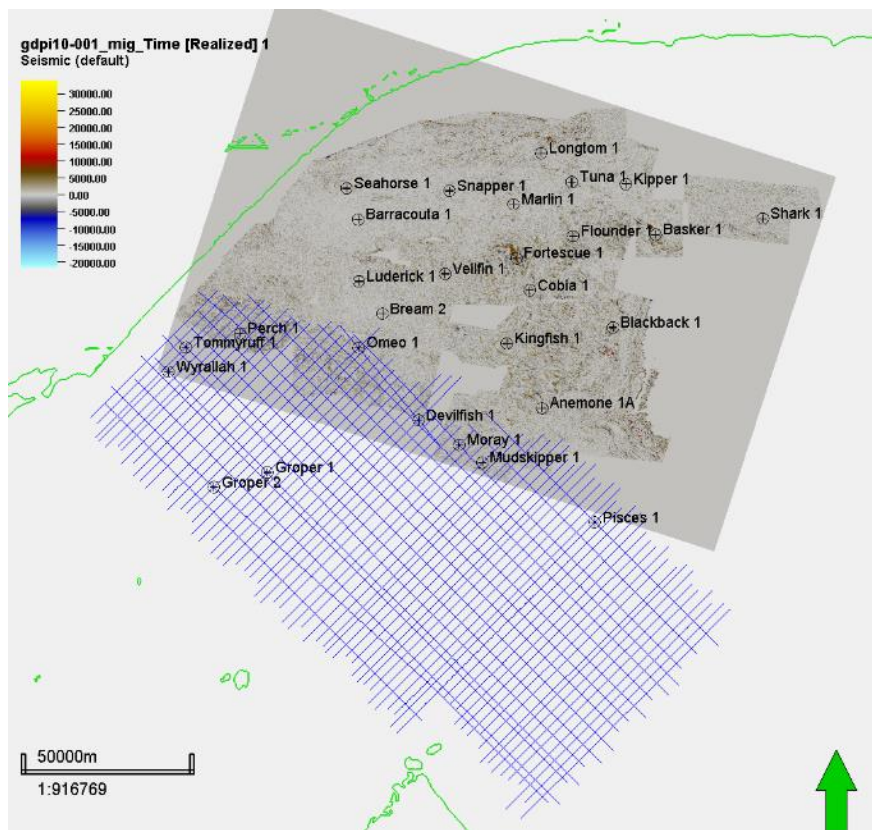 gdpi10-001_mig_Time [Realized] 1
Seismic (default)
30000.00
25000.00
20000.00
15000.00
10000.00
5000.00
0.00
-5000.00
-10000.00
-15000.00
-20000.00
Longtom 1
Tuna 1
Kipper 1
Seahorse 1
Snapper 1
Marlin 1
Barracouta 1
Shark 1
Flounder 1
Basker 1
Fortescue 1
Luderick 1
Veilfin 1
Cobia 1
Bream 2
Blackback 1
Perch 1
Tommyruff 1
Omeo 1
Kingfish 1
Wyrallah 1
Anemone 1A
Devilfish 1
Moray 1
Mudskipper 1
Groper 1
Groper 2
Pisces 1
50000m
1:916769